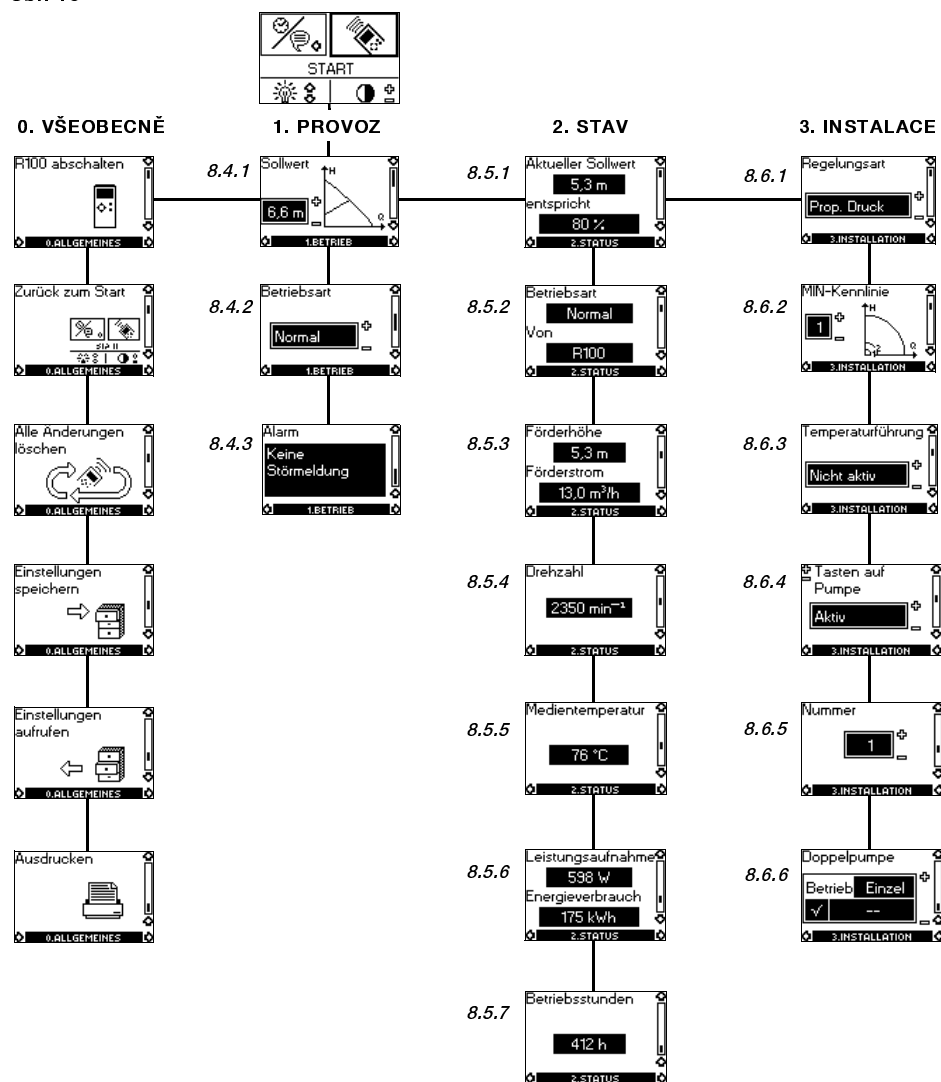 START
0. VŠEOBECNĚ
1. PROVOZ
2. STAV
3. INSTALACE
R100 abschalten
0.ALLGEMEINES
Zurück zum Start
0.ALLGEMEINES
Alle Änderungen
löschen
0.ALLGEMEINES
Einstellungen
speichern
0.ALLGEMEINES
Einstellungen
aufrufen
0.ALLGEMEINES
Ausdrucken
0.ALLGEMEINES
8.4.1
Sollwert
H
6,6 m
Q
1.BETRIEB
8.4.2
Betriebsart
Normal
1.BETRIEB
8.4.3
Alarm
Keine
Störmeldung
1.BETRIEB
8.5.1
Aktueller Sollwert
5,3 m
entspricht
80 %
2.STATUS
8.5.2
Betriebsart
Normal
Von
R100
2.STATUS
8.5.3
Förderhöhe
5,3 m
Förderstrom
13,0 m³/h
2.STATUS
8.5.4
Drehzahl
2350 min⁻¹
2.STATUS
8.5.5
Medientemperatur
76 °C
2.STATUS
8.5.6
Leistungsaufnahme
598 W
Energieverbrauch
175 kWh
2.STATUS
8.5.7
Betriebsstunden
412 h
2.STATUS
8.6.1
Regelungsart
Prop. Druck
3.INSTALLATION
8.6.2
MIN-Kennlinie
H
1
Q
3.INSTALLATION
8.6.3
Temperaturführung
Nicht aktiv
3.INSTALLATION
8.6.4
Tasten auf
Pumpe
Aktiv
3.INSTALLATION
8.6.5
Nummer
1
3.INSTALLATION
8.6.6
Doppelpumpe
Betrieb Einzel
√ --
3.INSTALLATION